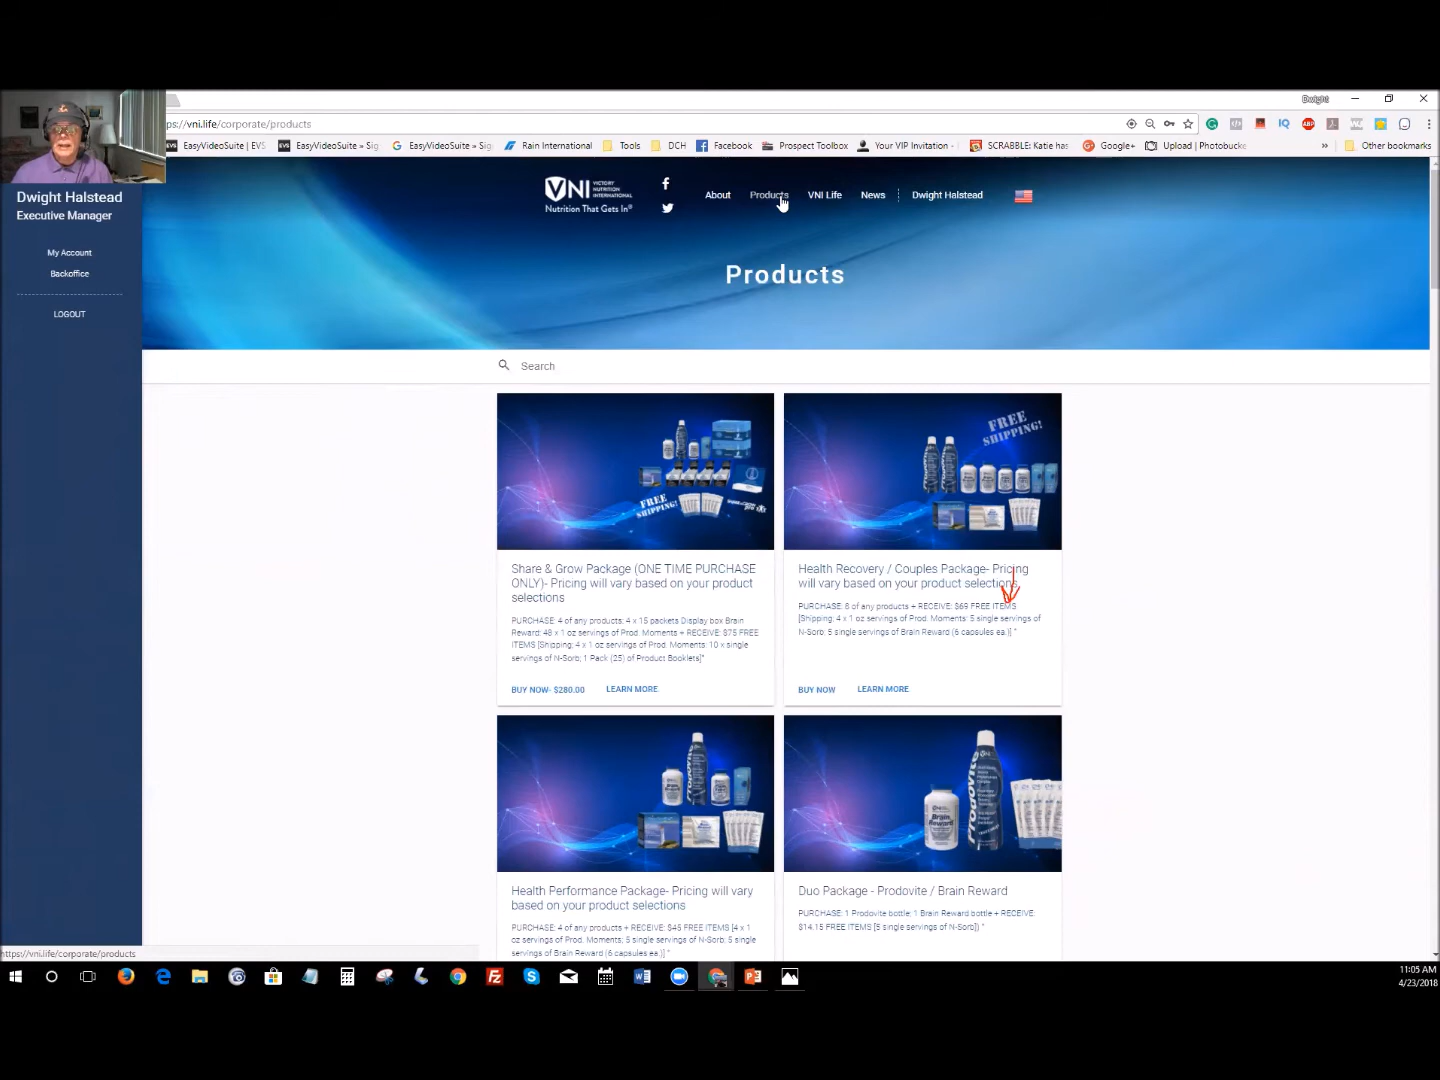 Dwight
ps://vni.life/corporate/products
EasyVideoSuite | EVS
EasyVideoSuite » Sig
EasyVideoSuite » Sig
Rain International
Tools
DCH
Facebook
Prospect Toolbox
Your VIP Invitation -
SCRABBLE: Katie has
Google+
Upload | Photobucke
»
Other bookmarks
Dwight Halstead
Executive Manager
My Account
Backoffice
LOGOUT
VNI VICTORY NUTRITION INTERNATIONAL
Nutrition That Gets In®
About
Products
VNI Life
News
Dwight Halstead
Products
Search
FREE SHIPPING!
Share & Grow Package (ONE TIME PURCHASE
ONLY)- Pricing will vary based on your product
selections
PURCHASE: 4 of any products: 4 x 15 packets Display box Brain
Reward: 48 x 1 oz servings of Prod. Moments + RECEIVE: $75 FREE
ITEMS [Shipping: 4 x 1 oz servings of Prod. Moments: 10 x single
servings of N-Sorb; 1 Pack (25) of Product Booklets]"
BUY NOW- $280.00
LEARN MORE
FREE
SHIPPING!
Health Recovery / Couples Package- Pricing
will vary based on your product selections
PURCHASE: 8 of any products + RECEIVE: $69 FREE ITEMS
[Shipping: 4 x 1 oz servings of Prod. Moments: 5 single servings of
N-Sorb: 5 single servings of Brain Reward (6 capsules ea.)] "
BUY NOW
LEARN MORE
Health Performance Package- Pricing will vary
based on your product selections
PURCHASE: 4 of any products + RECEIVE: $45 FREE ITEMS [4 x 1
oz servings of Prod. Moments; 5 single servings of N-Sorb; 5 single
servings of Brain Reward (6 capsules ea.)] "
Brain
Reward
Prodovite
Duo Package - Prodovite / Brain Reward
PURCHASE: 1 Prodovite bottle; 1 Brain Reward bottle + RECEIVE:
$14.15 FREE ITEMS [5 single servings of N-Sorb]) "
https://vni.life/corporate/products
11:05 AM
4/23/2018